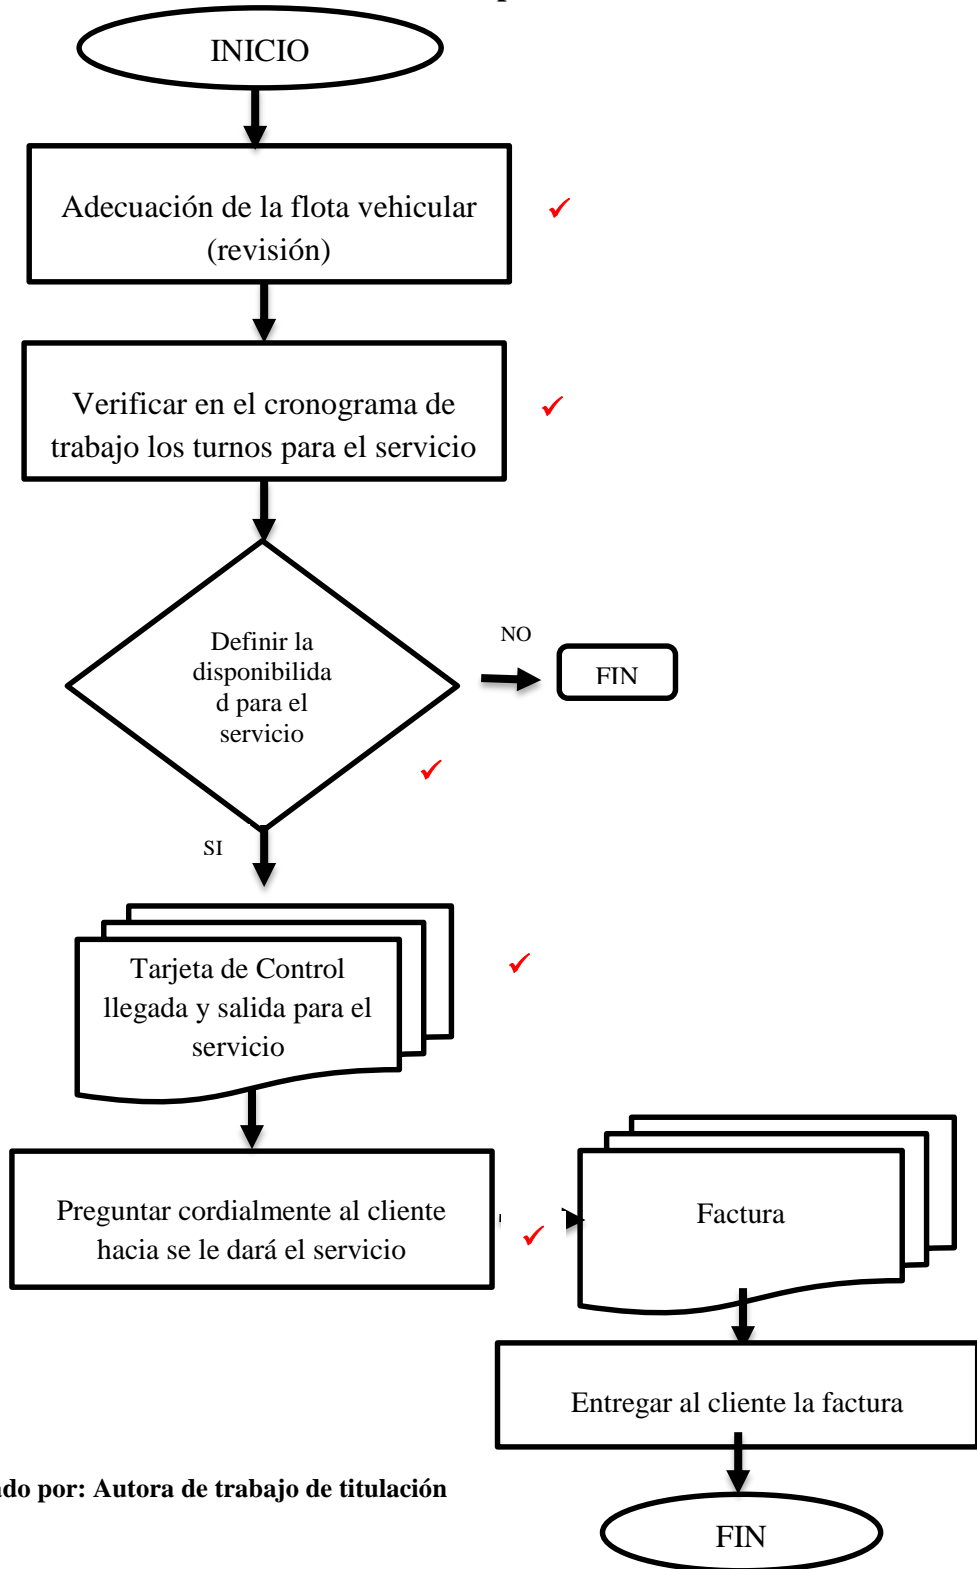 INICIO
Adecuación de la flota vehicular
(revisión)
Verificar en el cronograma de
trabajo los turnos para el servicio
Definir la
disponibilida
d para el
servicio
NO
FIN
SI
Tarjeta de Control
llegada y salida para el
servicio
Preguntar cordialmente al cliente
hacia se le dará el servicio
Factura
Entregar al cliente la factura
FIN
do por: Autora de trabajo de titulación